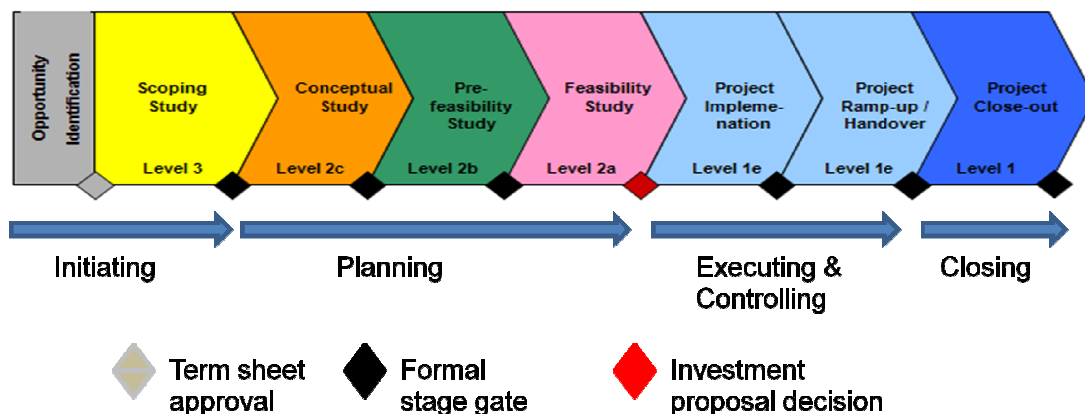 Opportunity
Identification
Scoping
Study
Level 3
Conceptual
Study
Level 2c
Pre-
feasibility
Study
Level 2b
Feasibility
Study
Level 2a
Project
Impleme-
nation
Level 1e
Project
Ramp-up /
Handover
Level 1e
Project
Close-out
Level 1
Initiating
Planning
Executing &
Controlling
Closing
Term sheet
approval
Formal
stage gate
Investment
proposal decision